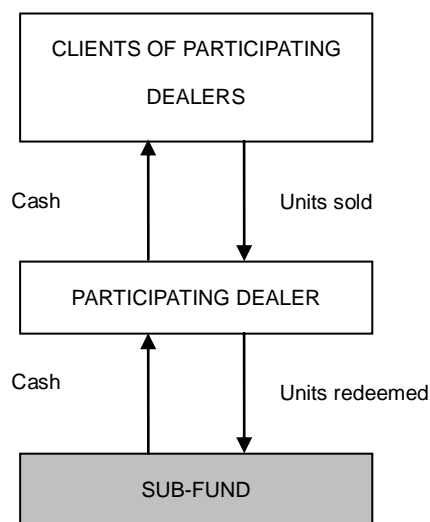 CLIENTS OF PARTICIPATING
DEALERS
Cash
Units sold
PARTICIPATING DEALER
Cash
Units redeemed
SUB-FUND